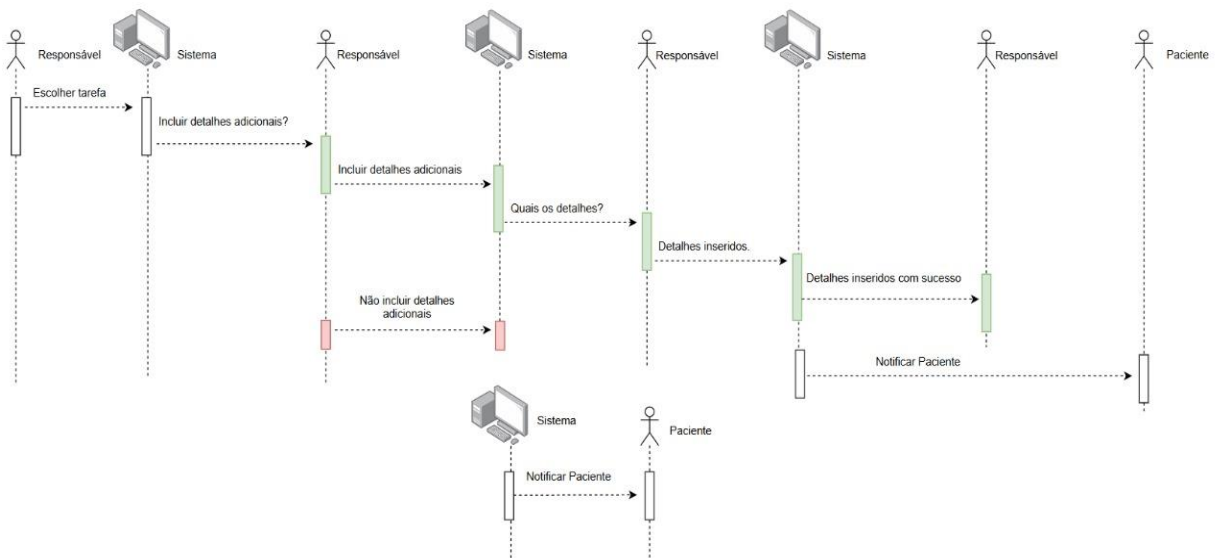 Responsável
Sistema
Responsável
Sistema
Responsável
Sistema
Responsável
Paciente
Escolher tarefa
Incluir detalhes adicionais?
Incluir detalhes adicionais
Quais os detalhes?
Detalhes inseridos.
Detalhes inseridos com sucesso
Não incluir detalhes
adicionais
Notificar Paciente
Sistema
Paciente
Notificar Paciente